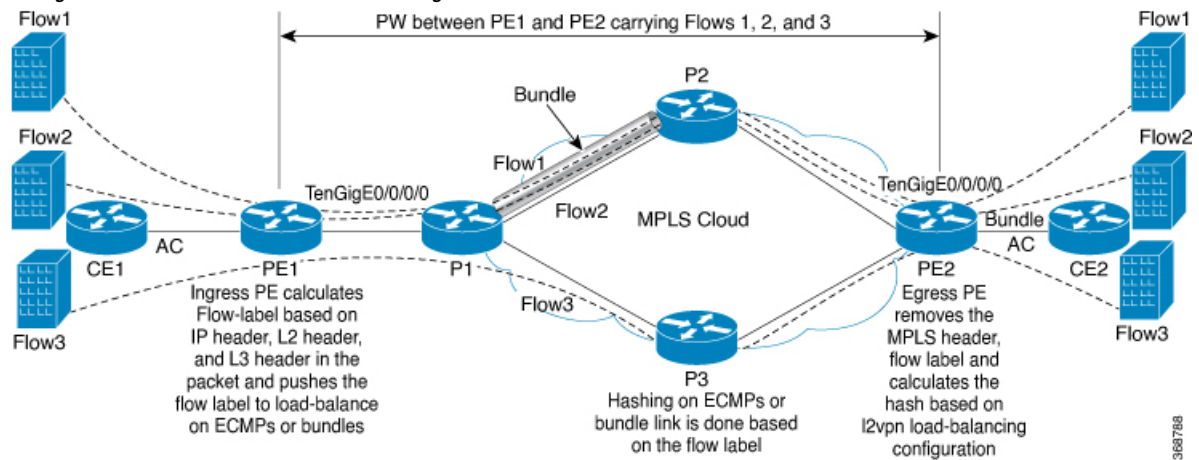 PW between PE1 and PE2 carrying Flows 1, 2, and 3
Flow1
Flow1
P2
Bundle
Flow2
Flow2
Flow1
TenGigE0/0/0/0
TenGigE0/0/0/0
Flow2
MPLS Cloud
Bundle
AC
AC
CE1
PE1
P1
PE2
CE2
Flow3
Flow3
Flow3
Ingress PE calculates
Flow-label based on
IP header, L2 header,
and L3 header in the
packet and pushes the
flow label to load-balance
on ECMPs or bundles
P3
Hashing on ECMPs or
bundle link is done based
on the flow label
Egress PE
removes the
MPLS header,
flow label and
calculates the
hash based on
l2vpn load-balancing
configuration
368788